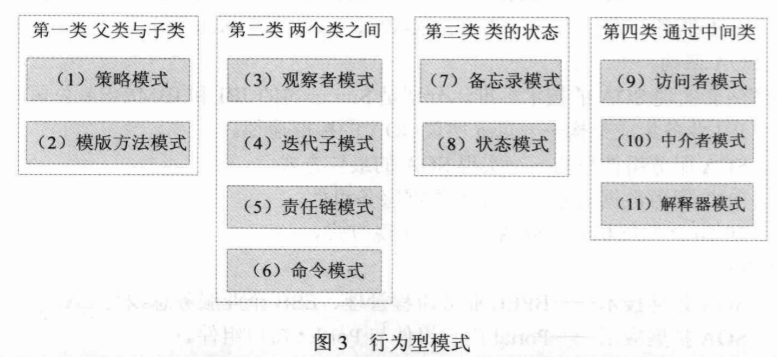 第一类 父类与子类
（1）策略模式
（2）模版方法模式
第二类 两个类之间
（3）观察者模式
（4）迭代子模式
（5）责任链模式
（6）命令模式
第三类 类的状态
（7）备忘录模式
（8）状态模式
第四类 通过中间类
（9）访问者模式
（10）中介者模式
（11）解释器模式
图3 行为型模式